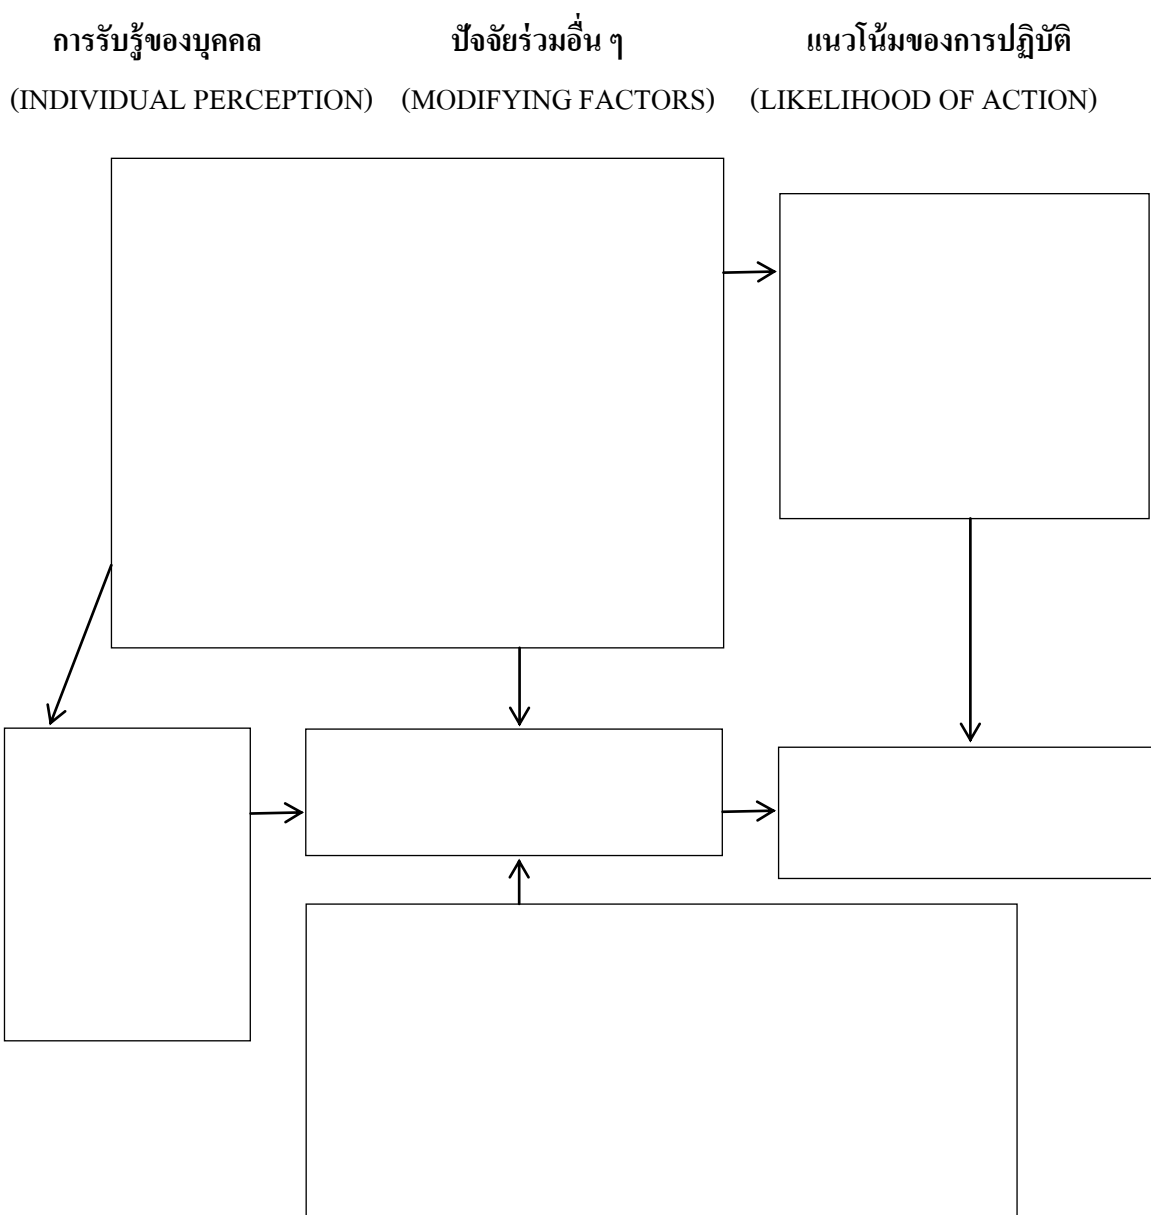 การรับรู้ของบุคคล ปัจจัยร่วมอื่น ๆ แนวโน้มของการปฏิบัติ
(INDIVIDUAL PERCEPTION) (MODIFYING FACTORS) (LIKELIHOOD OF ACTION)